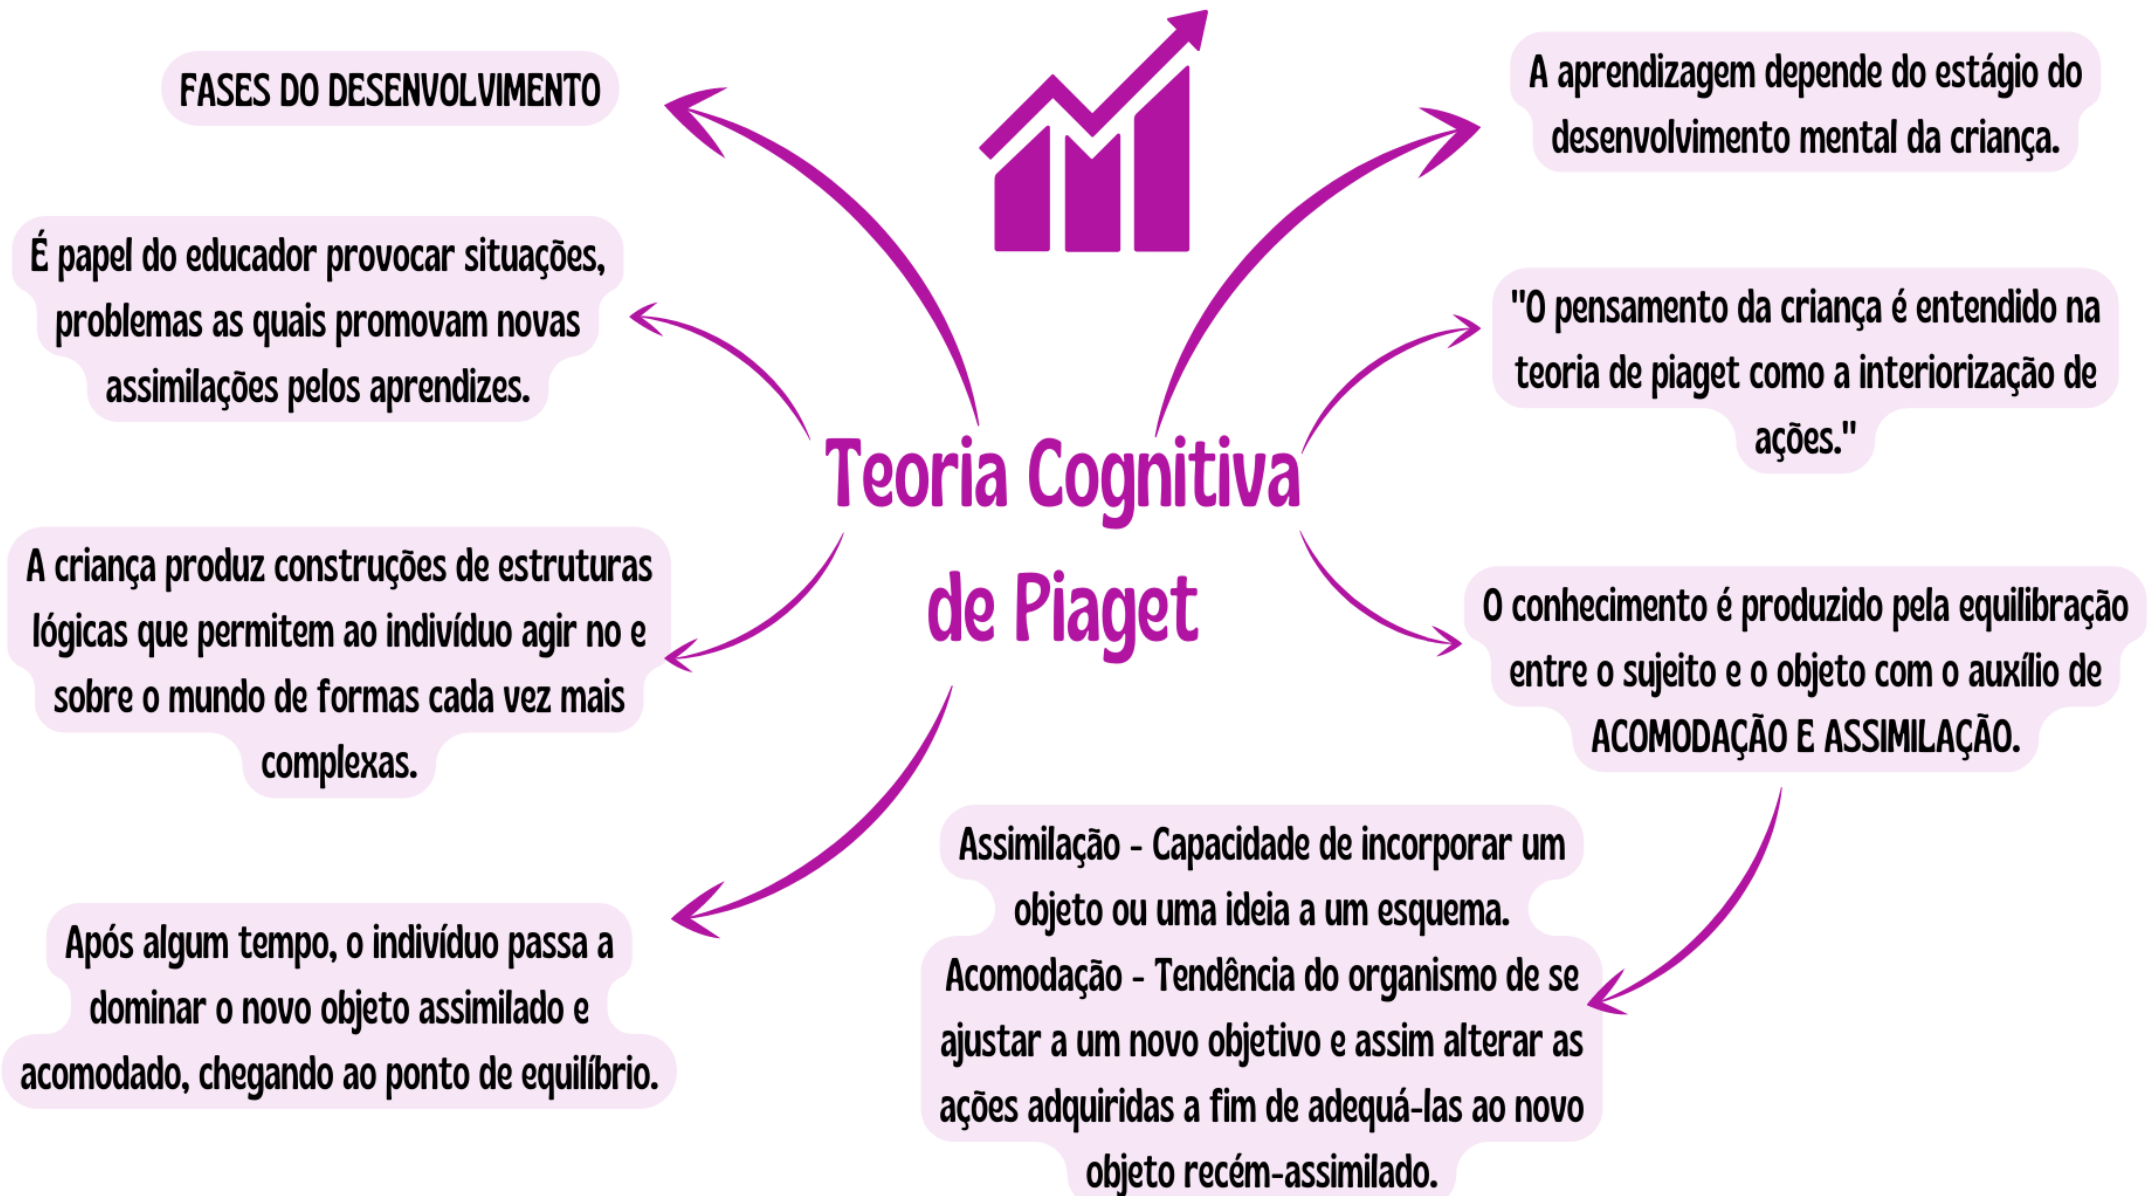 FASES DO DESENVOLVIMENTO
É papel do educador provocar situações,
problemas as quais promovam novas
assimilações pelos aprendizes.
A criança produz construções de estruturas
lógicas que permitem ao indivíduo agir no e
sobre o mundo de formas cada vez mais
complexas.
Após algum tempo, o indivíduo passa a
dominar o novo objeto assimilado e
acomodado, chegando ao ponto de equilíbrio.
Teoria Cognitiva
de Piaget
A aprendizagem depende do estágio do
desenvolvimento mental da criança.
"O pensamento da criança é entendido na
teoria de piaget como a interiorização de
ações."
O conhecimento é produzido pela equilibração
entre o sujeito e o objeto com o auxílio de
ACOMODAÇÃO E ASSIMILAÇÃO.
Assimilação - Capacidade de incorporar um
objeto ou uma ideia a um esquema.
Acomodação - Tendência do organismo de se
ajustar a um novo objetivo e assim alterar as
ações adquiridas a fim de adequá-las ao novo
objeto recém-assimilado.